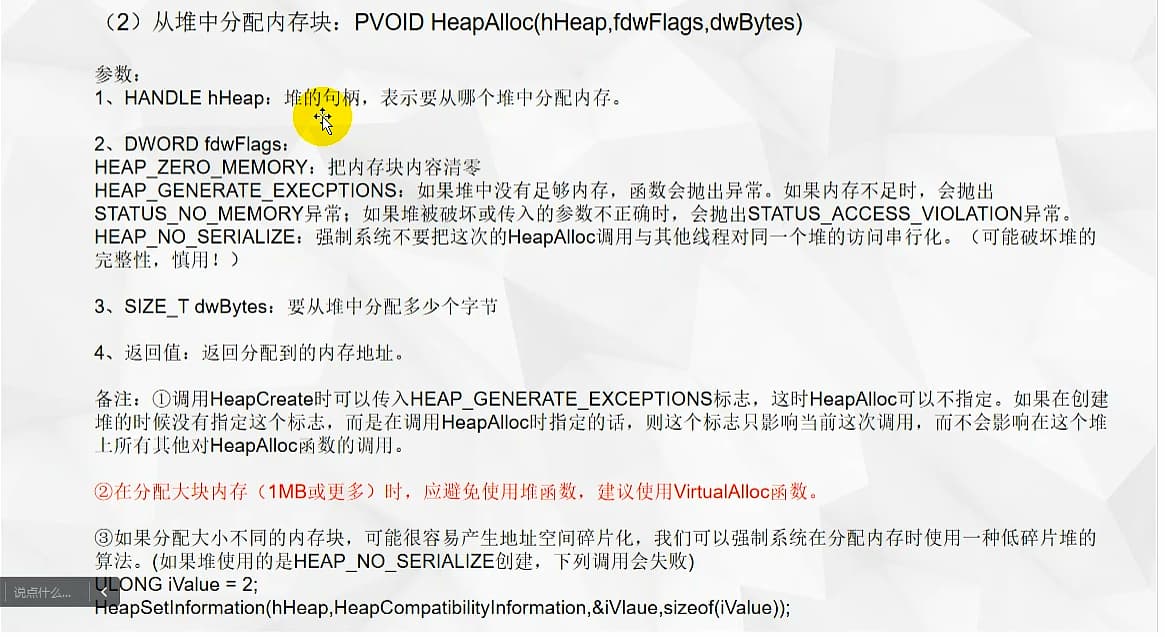 （2）从堆中分配内存块：PVOID HeapAlloc(hHeap,fdwFlags,dwBytes)
参数：
1、HANDLE hHeap：堆的句柄，表示要从哪个堆中分配内存。
2、DWORD fdwFlags：
HEAP_ZERO_MEMORY：把内存块内容清零
HEAP_GENERATE_EXECPTIONS：如果堆中没有足够内存，函数会抛出异常。如果内存不足时，会抛出
STATUS_NO_MEMORY异常；如果堆被破坏或传入的参数不正确时，会抛出STATUS_ACCESS_VIOLATION异常。
HEAP_NO_SERIALIZE：强制系统不要把这次的HeapAlloc调用与其他线程对同一个堆的访问串行化。（可能破坏堆的
完整性，慎用！）
3、SIZE_T dwBytes：要从堆中分配多少个字节
4、返回值：返回分配到的内存地址。
备注：①调用HeapCreate时可以传入HEAP_GENERATE_EXCEPTIONS标志，这时HeapAlloc可以不指定。如果在创建
堆的时候没有指定这个标志，而是在调用HeapAlloc时指定的话，则这个标志只影响当前这次调用，而不会影响在这个堆
上所有其他对HeapAlloc函数的调用。
②在分配大块内存（1MB或更多）时，应避免使用堆函数，建议使用VirtualAlloc函数。
③如果分配大小不同的内存块，可能很容易产生地址空间碎片化，我们可以强制系统在分配内存时使用一种低碎片堆的
算法。(如果堆使用的是HEAP_NO_SERIALIZE创建，下列调用会失败)
ULONG iValue = 2;
说点什么...
HeapSetInformation(hHeap,HeapCompatibilityInformation,&iVlaue,sizeof(iValue));